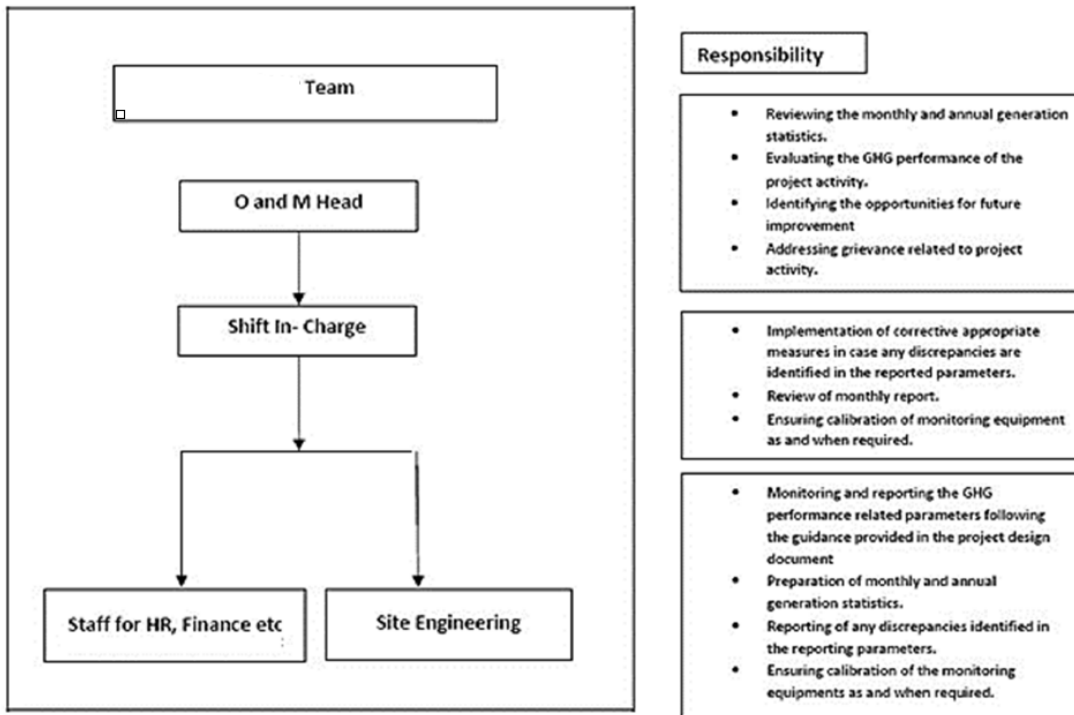 Team
O and M Head
Shift In- Charge
Staff for HR, Finance etc
Site Engineering
Responsibility
• Reviewing the monthly and annual generation
statistics.
• Evaluating the GHG performance of the
project activity.
• Identifying the opportunities for future
improvement
• Addressing grievance related to project
activity.
• Implementation of corrective appropriate
measures in case any discrepancies are
identified in the reported parameters.
• Review of monthly report.
• Ensuring calibration of monitoring equipment
as and when required.
• Monitoring and reporting the GHG
performance related parameters following
the guidance provided in the project design
document
• Preparation of monthly and annual
generation statistics.
• Reporting of any discrepancies identified in
the reporting parameters.
• Ensuring calibration of the monitoring
equipments as and when required.